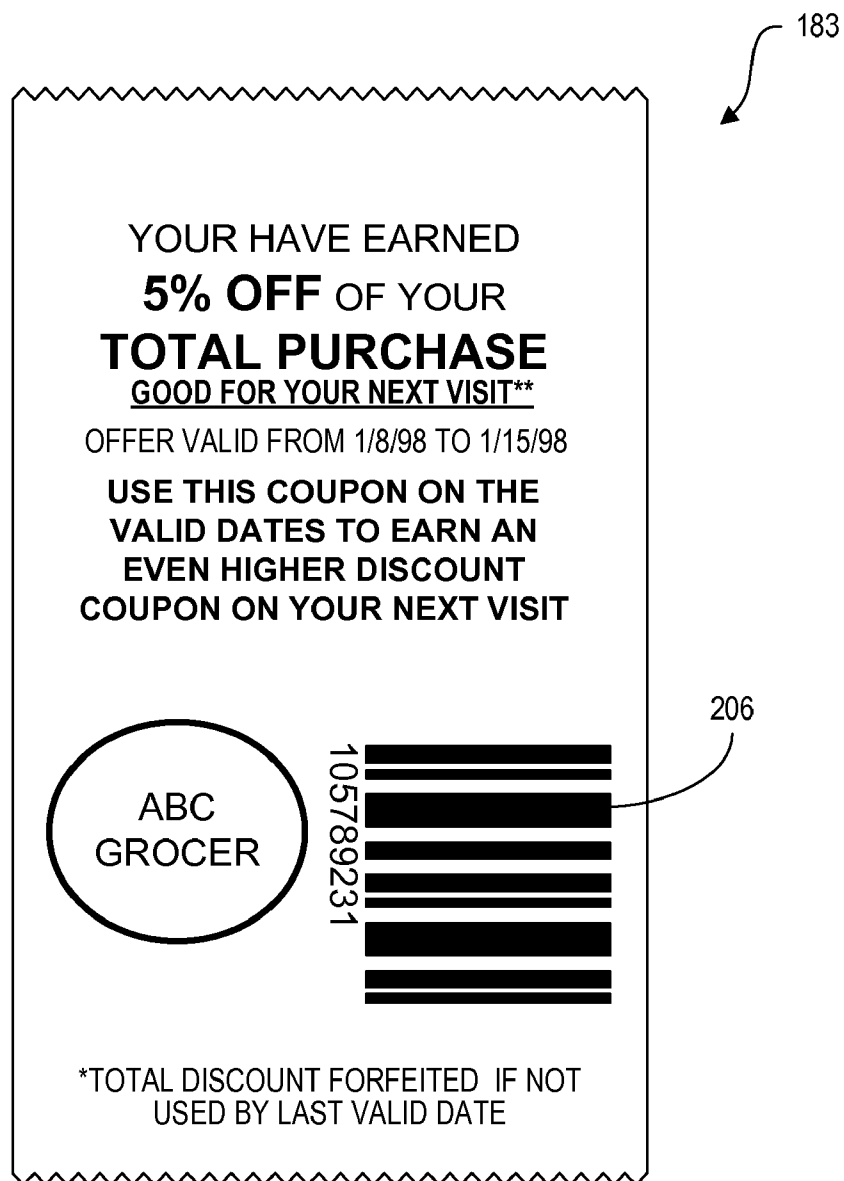 183
YOUR HAVE EARNED
5% OFF OF YOUR
TOTAL PURCHASE
GOOD FOR YOUR NEXT VISIT**
OFFER VALID FROM 1/8/98 TO 1/15/98
USE THIS COUPON ON THE
VALID DATES TO EARN AN
EVEN HIGHER DISCOUNT
COUPON ON YOUR NEXT VISIT
206
ABC
GROCER
105789231
*TOTAL DISCOUNT FORFEITED IF NOT
USED BY LAST VALID DATE